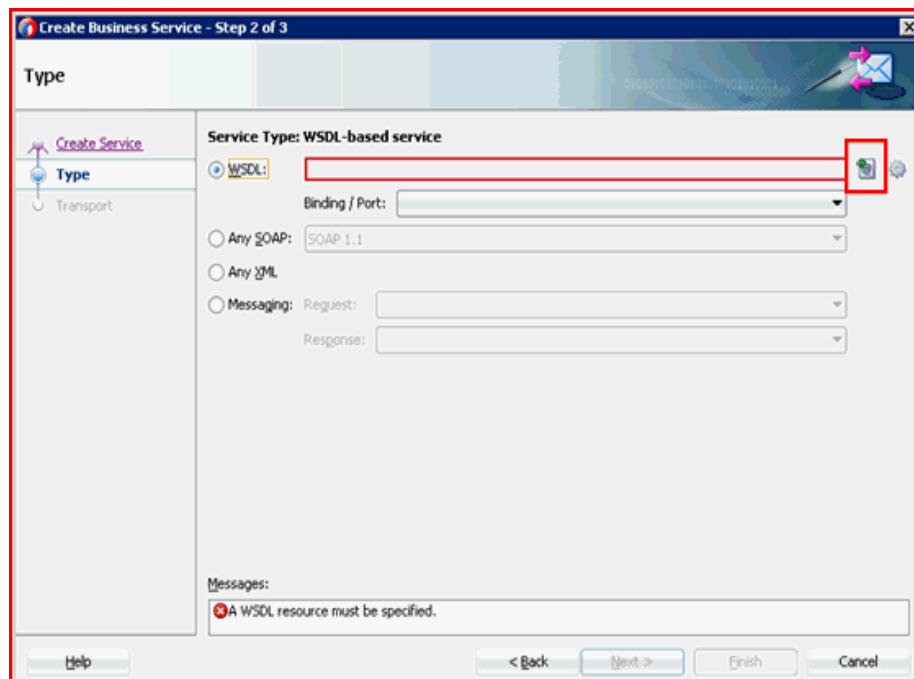 Create Business Service - Step 2 of 3
Type
Create Service
Type
Transport
Service Type: WSDL-based service
WSDL:
Binding / Port:
Any SOAP: SOAP 1.1
Any XML
Messaging: Request:
Response:
Messages:
A WSDL resource must be specified.
Help < Back Next > Finish Cancel